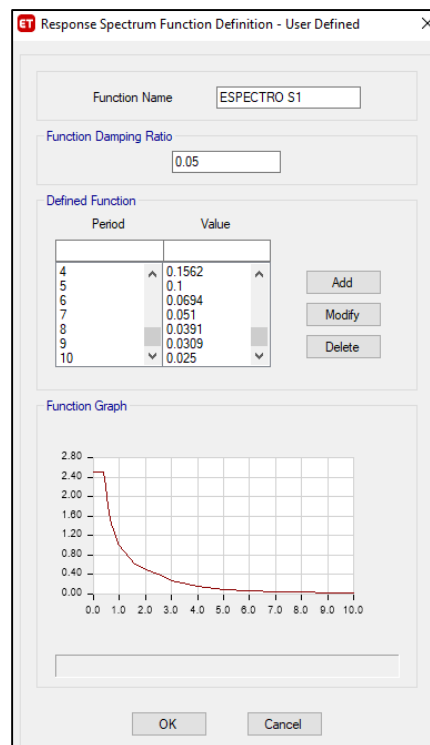 ET Response Spectrum Function Definition - User Defined
Function Name ESPECTRO S1
Function Damping Ratio
0.05
Defined Function
Period Value
4 0.1562
5 0.1
6 0.0694
7 0.051
8 0.0391
9 0.0309
10 0.025
Add
Modify
Delete
Function Graph
2.80
2.40
2.00
1.60
1.20
0.80
0.40
0.00
0.0 1.0 2.0 3.0 4.0 5.0 6.0 7.0 8.0 9.0 10.0
OK Cancel